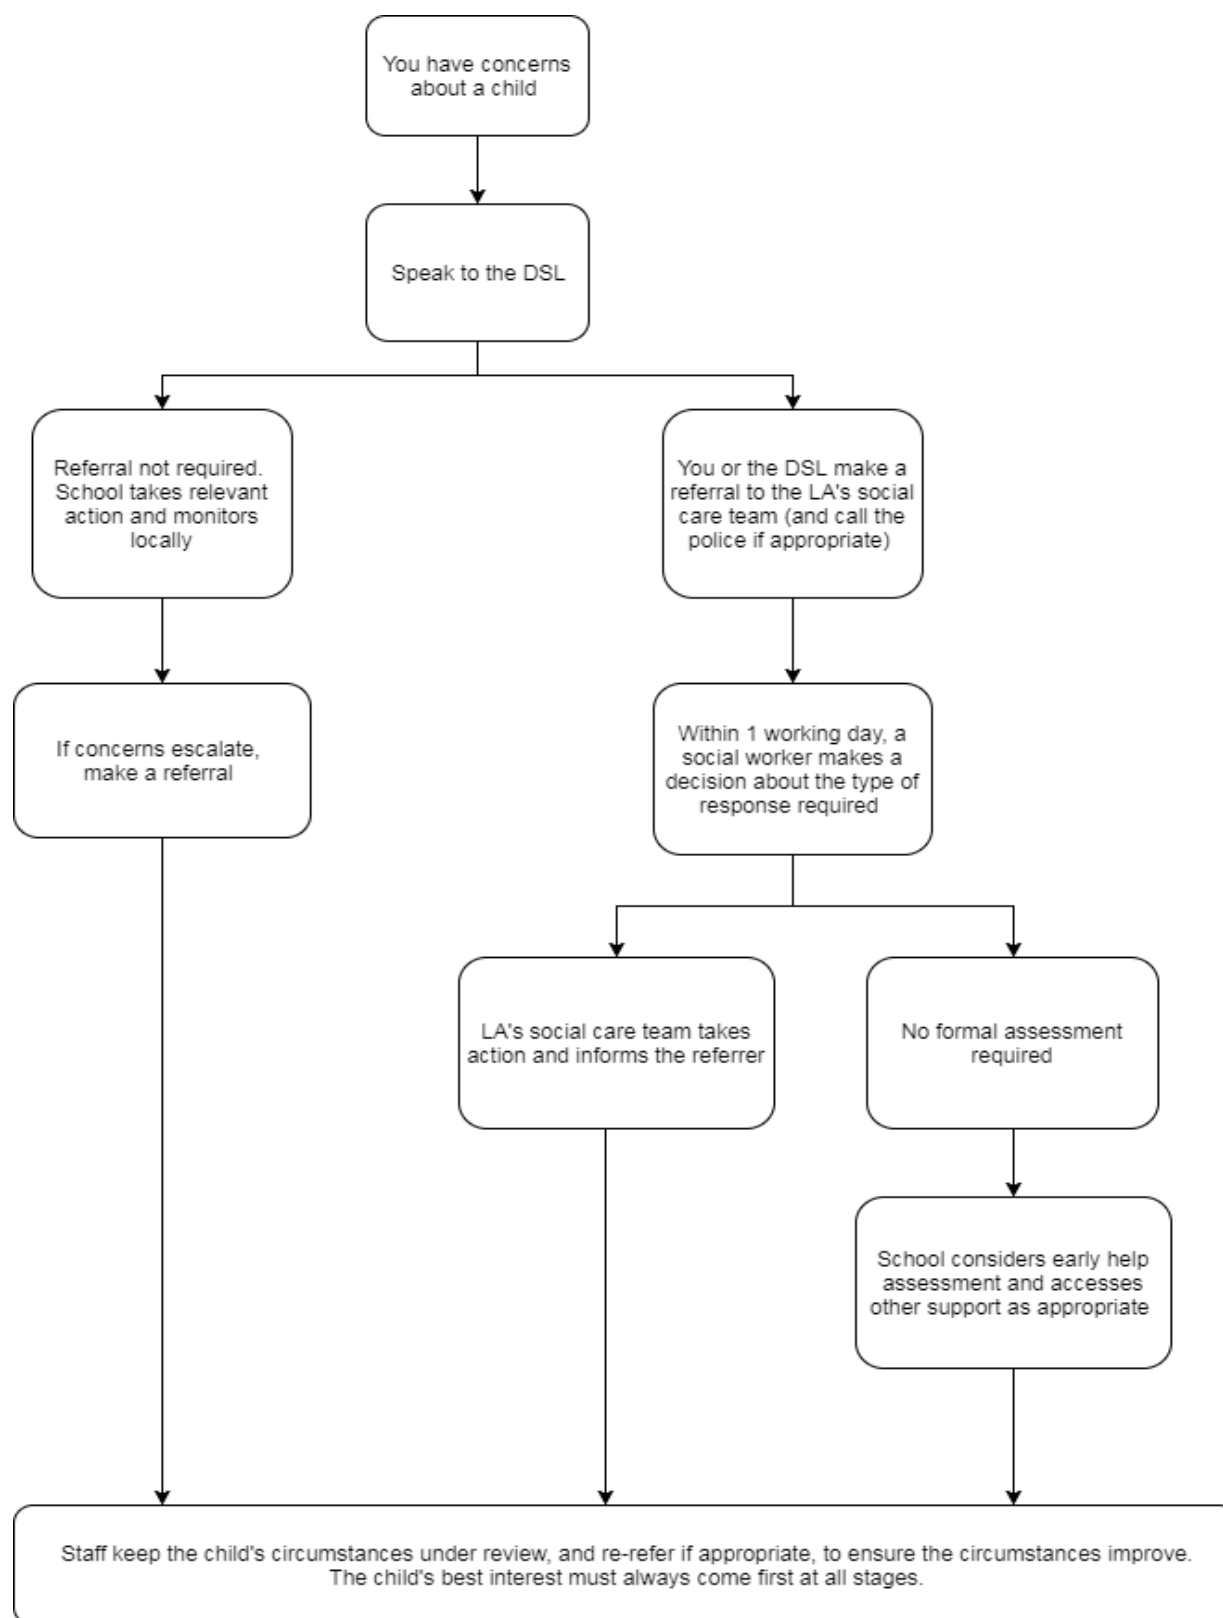 You have concerns
about a child
Speak to the DSL
Referral not required.
School takes relevant
action and monitors
locally
You or the DSL make a
referral to the LA's social
care team (and call the
police if appropriate)
If concerns escalate,
make a referral
Within 1 working day, a
social worker makes a
decision about the type of
response required
LA's social care team takes
action and informs the referrer
No formal assessment
required
School considers early help
assessment and accesses
other support as appropriate
Staff keep the child's circumstances under review, and re-refer if appropriate, to ensure the circumstances improve.
The child's best interest must always come first at all stages.